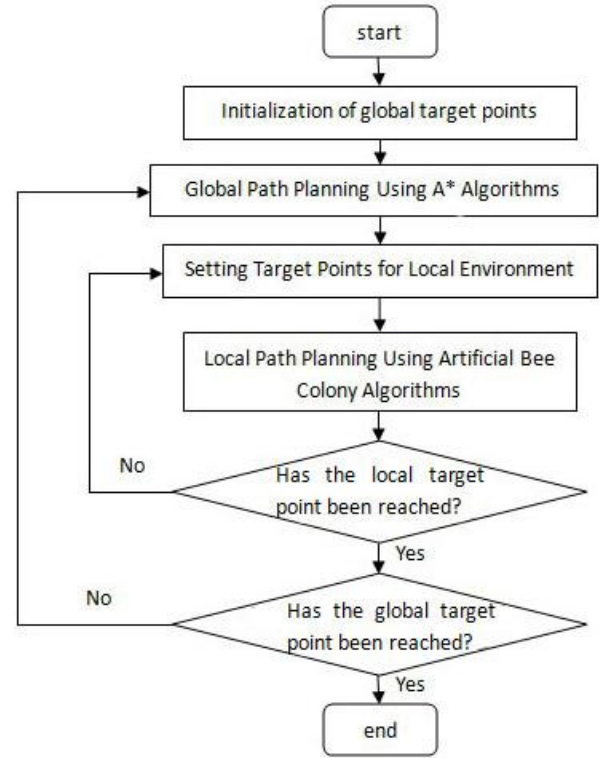 start
Initialization of global target points
Global Path Planning Using A* Algorithms
Setting Target Points for Local Environment
Local Path Planning Using Artificial Bee
Colony Algorithms
No
Has the local target
point been reached?
Yes
No
Has the global target
point been reached?
Yes
end